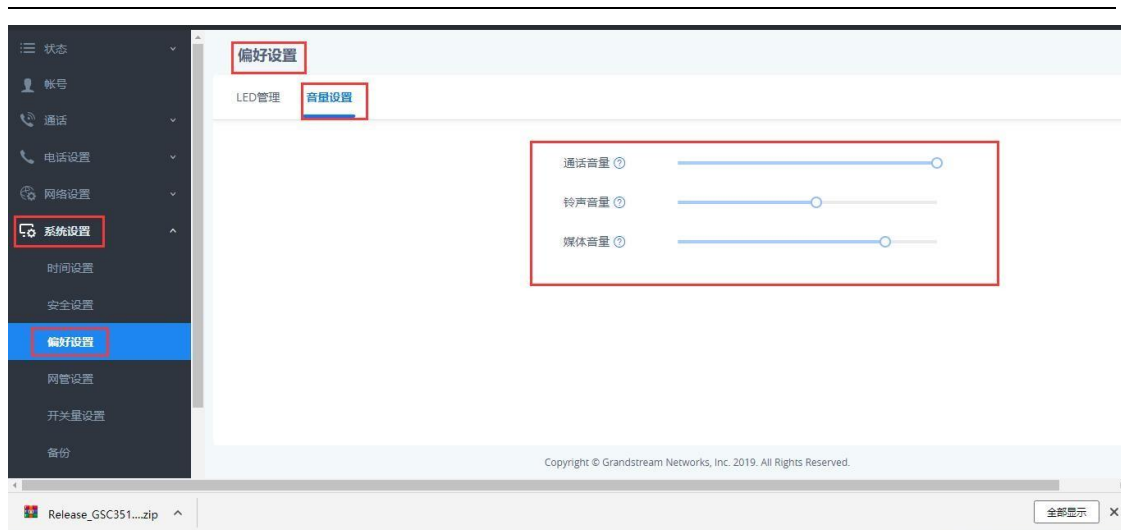 状态
帐号
通话
电话设置
网络设置
系统设置
时间设置
安全设置
偏好设置
网管设置
开关量设置
备份
偏好设置
LED管理 音量设置
通话音量
铃声音量
媒体音量
Copyright © Grandstream Networks, Inc. 2019. All Rights Reserved.
Release_GSC351....zip
全部显示